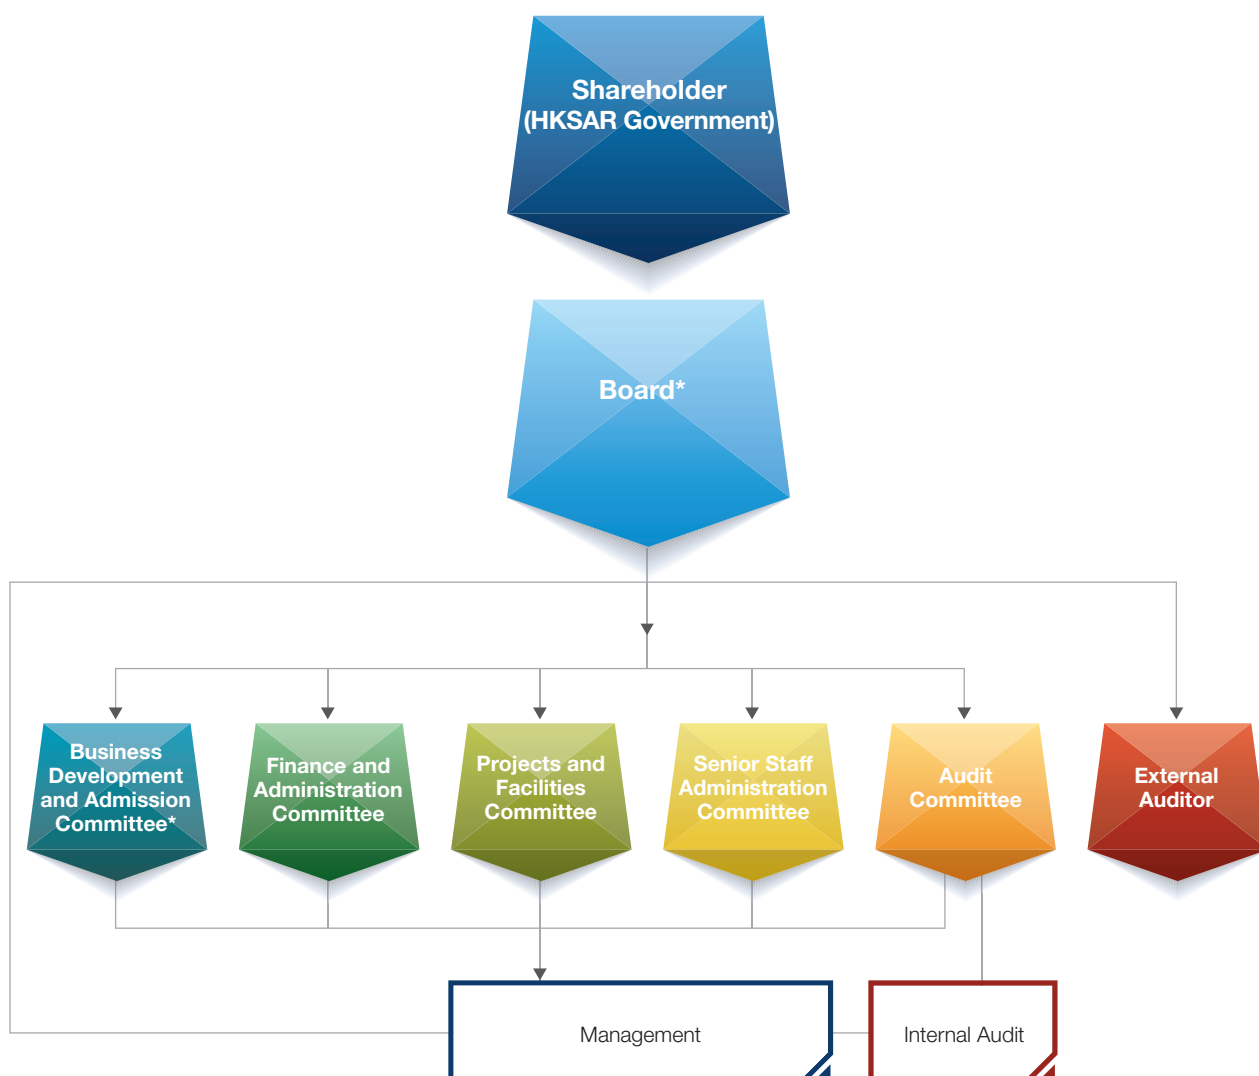 Shareholder
(HKSAR Government)
Board*
Business
Development
and Admission
Committee*
Finance and
Administration
Committee
Projects and
Facilities
Committee
Senior Staff
Administration
Committee
Audit
Committee
External
Auditor
Management
Internal Audit